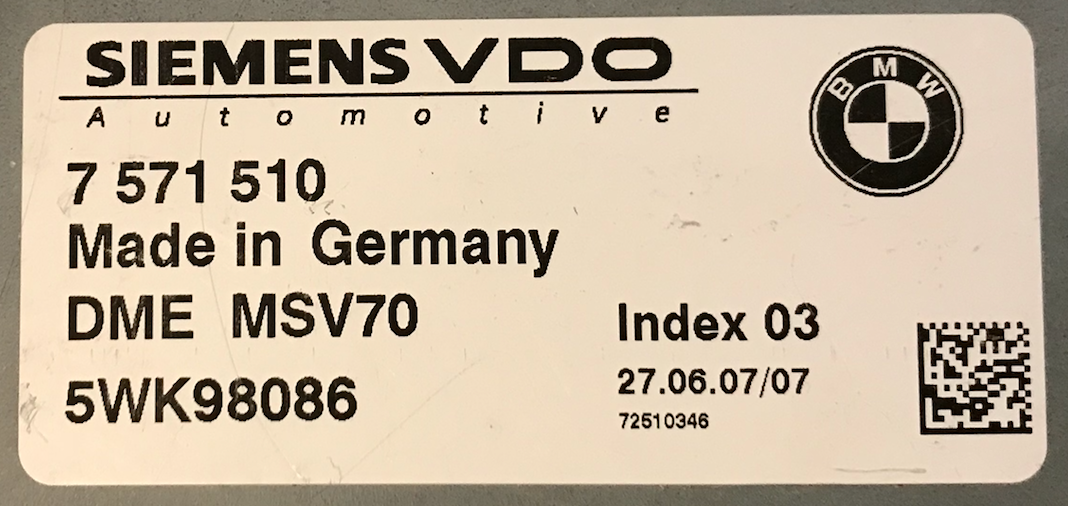 SIEMENS VDO
Automotive
BMW
7 571 510
Made in Germany
DME MSV70
Index 03
5WK98086
27.06.07/07
72510346